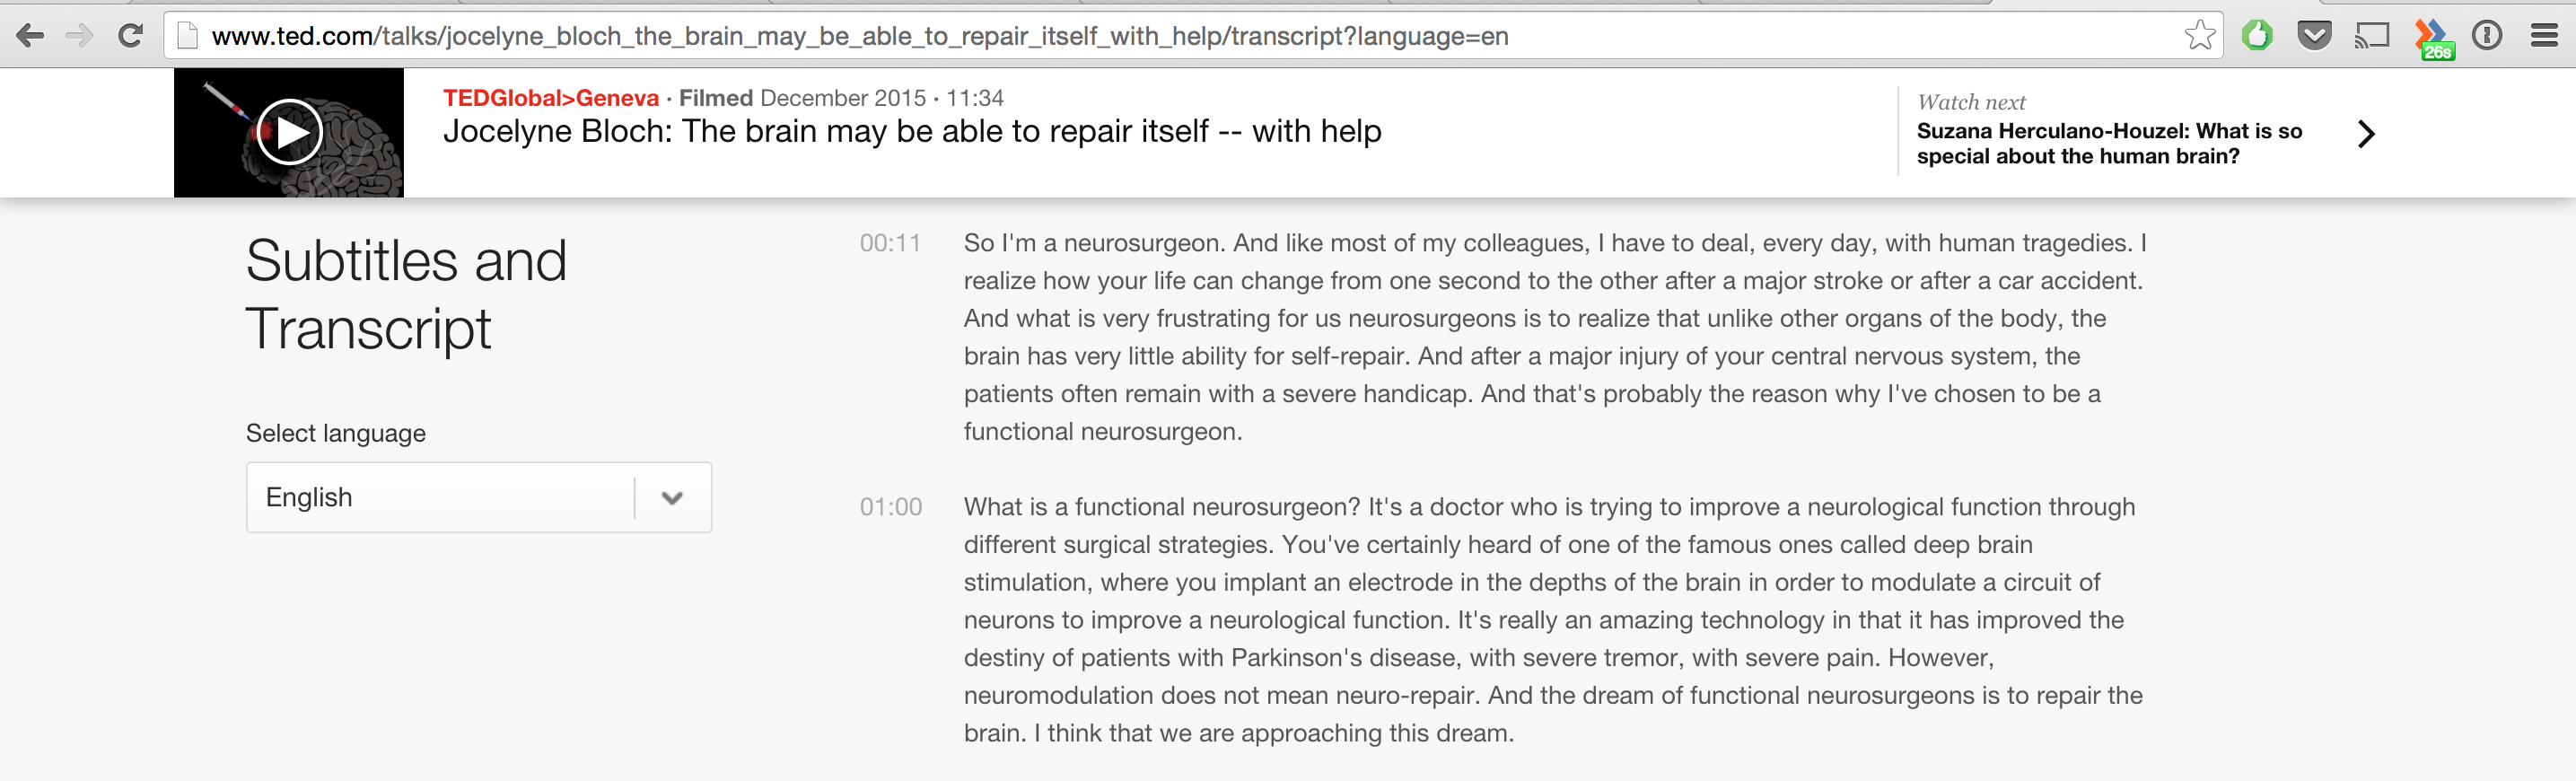 www.ted.com/talks/jocelyne_bloch_the_brain_may_be_able_to_repair_itself_with_help/transcript?language=en
26s
TEDGlobal>Geneva · Filmed December 2015 · 11:34
Jocelyne Bloch: The brain may be able to repair itself -- with help
Watch next
Suzana Herculano-Houzel: What is so
special about the human brain?
Subtitles and
Transcript
Select language
English
00:11
So I'm a neurosurgeon. And like most of my colleagues, I have to deal, every day, with human tragedies. I
realize how your life can change from one second to the other after a major stroke or after a car accident.
And what is very frustrating for us neurosurgeons is to realize that unlike other organs of the body, the
brain has very little ability for self-repair. And after a major injury of your central nervous system, the
patients often remain with a severe handicap. And that's probably the reason why I've chosen to be a
functional neurosurgeon.
01:00
What is a functional neurosurgeon? It's a doctor who is trying to improve a neurological function through
different surgical strategies. You've certainly heard of one of the famous ones called deep brain
stimulation, where you implant an electrode in the depths of the brain in order to modulate a circuit of
neurons to improve a neurological function. It's really an amazing technology in that it has improved the
destiny of patients with Parkinson's disease, with severe tremor, with severe pain. However,
neuromodulation does not mean neuro-repair. And the dream of functional neurosurgeons is to repair the
brain. I think that we are approaching this dream.